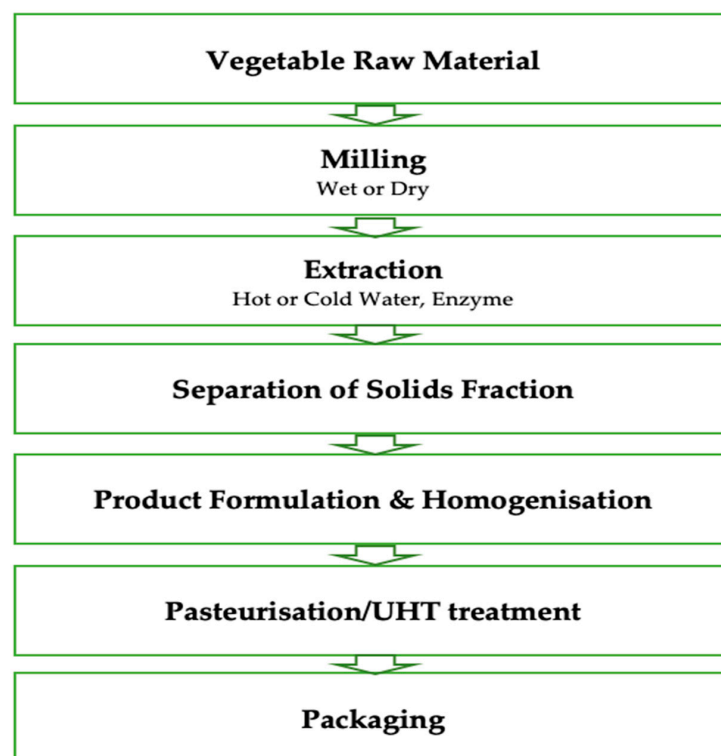 Vegetable Raw Material
Milling
Wet or Dry
Extraction
Hot or Cold Water, Enzyme
Separation of Solids Fraction
Product Formulation & Homogenisation
Pasteurisation/UHT treatment
Packaging